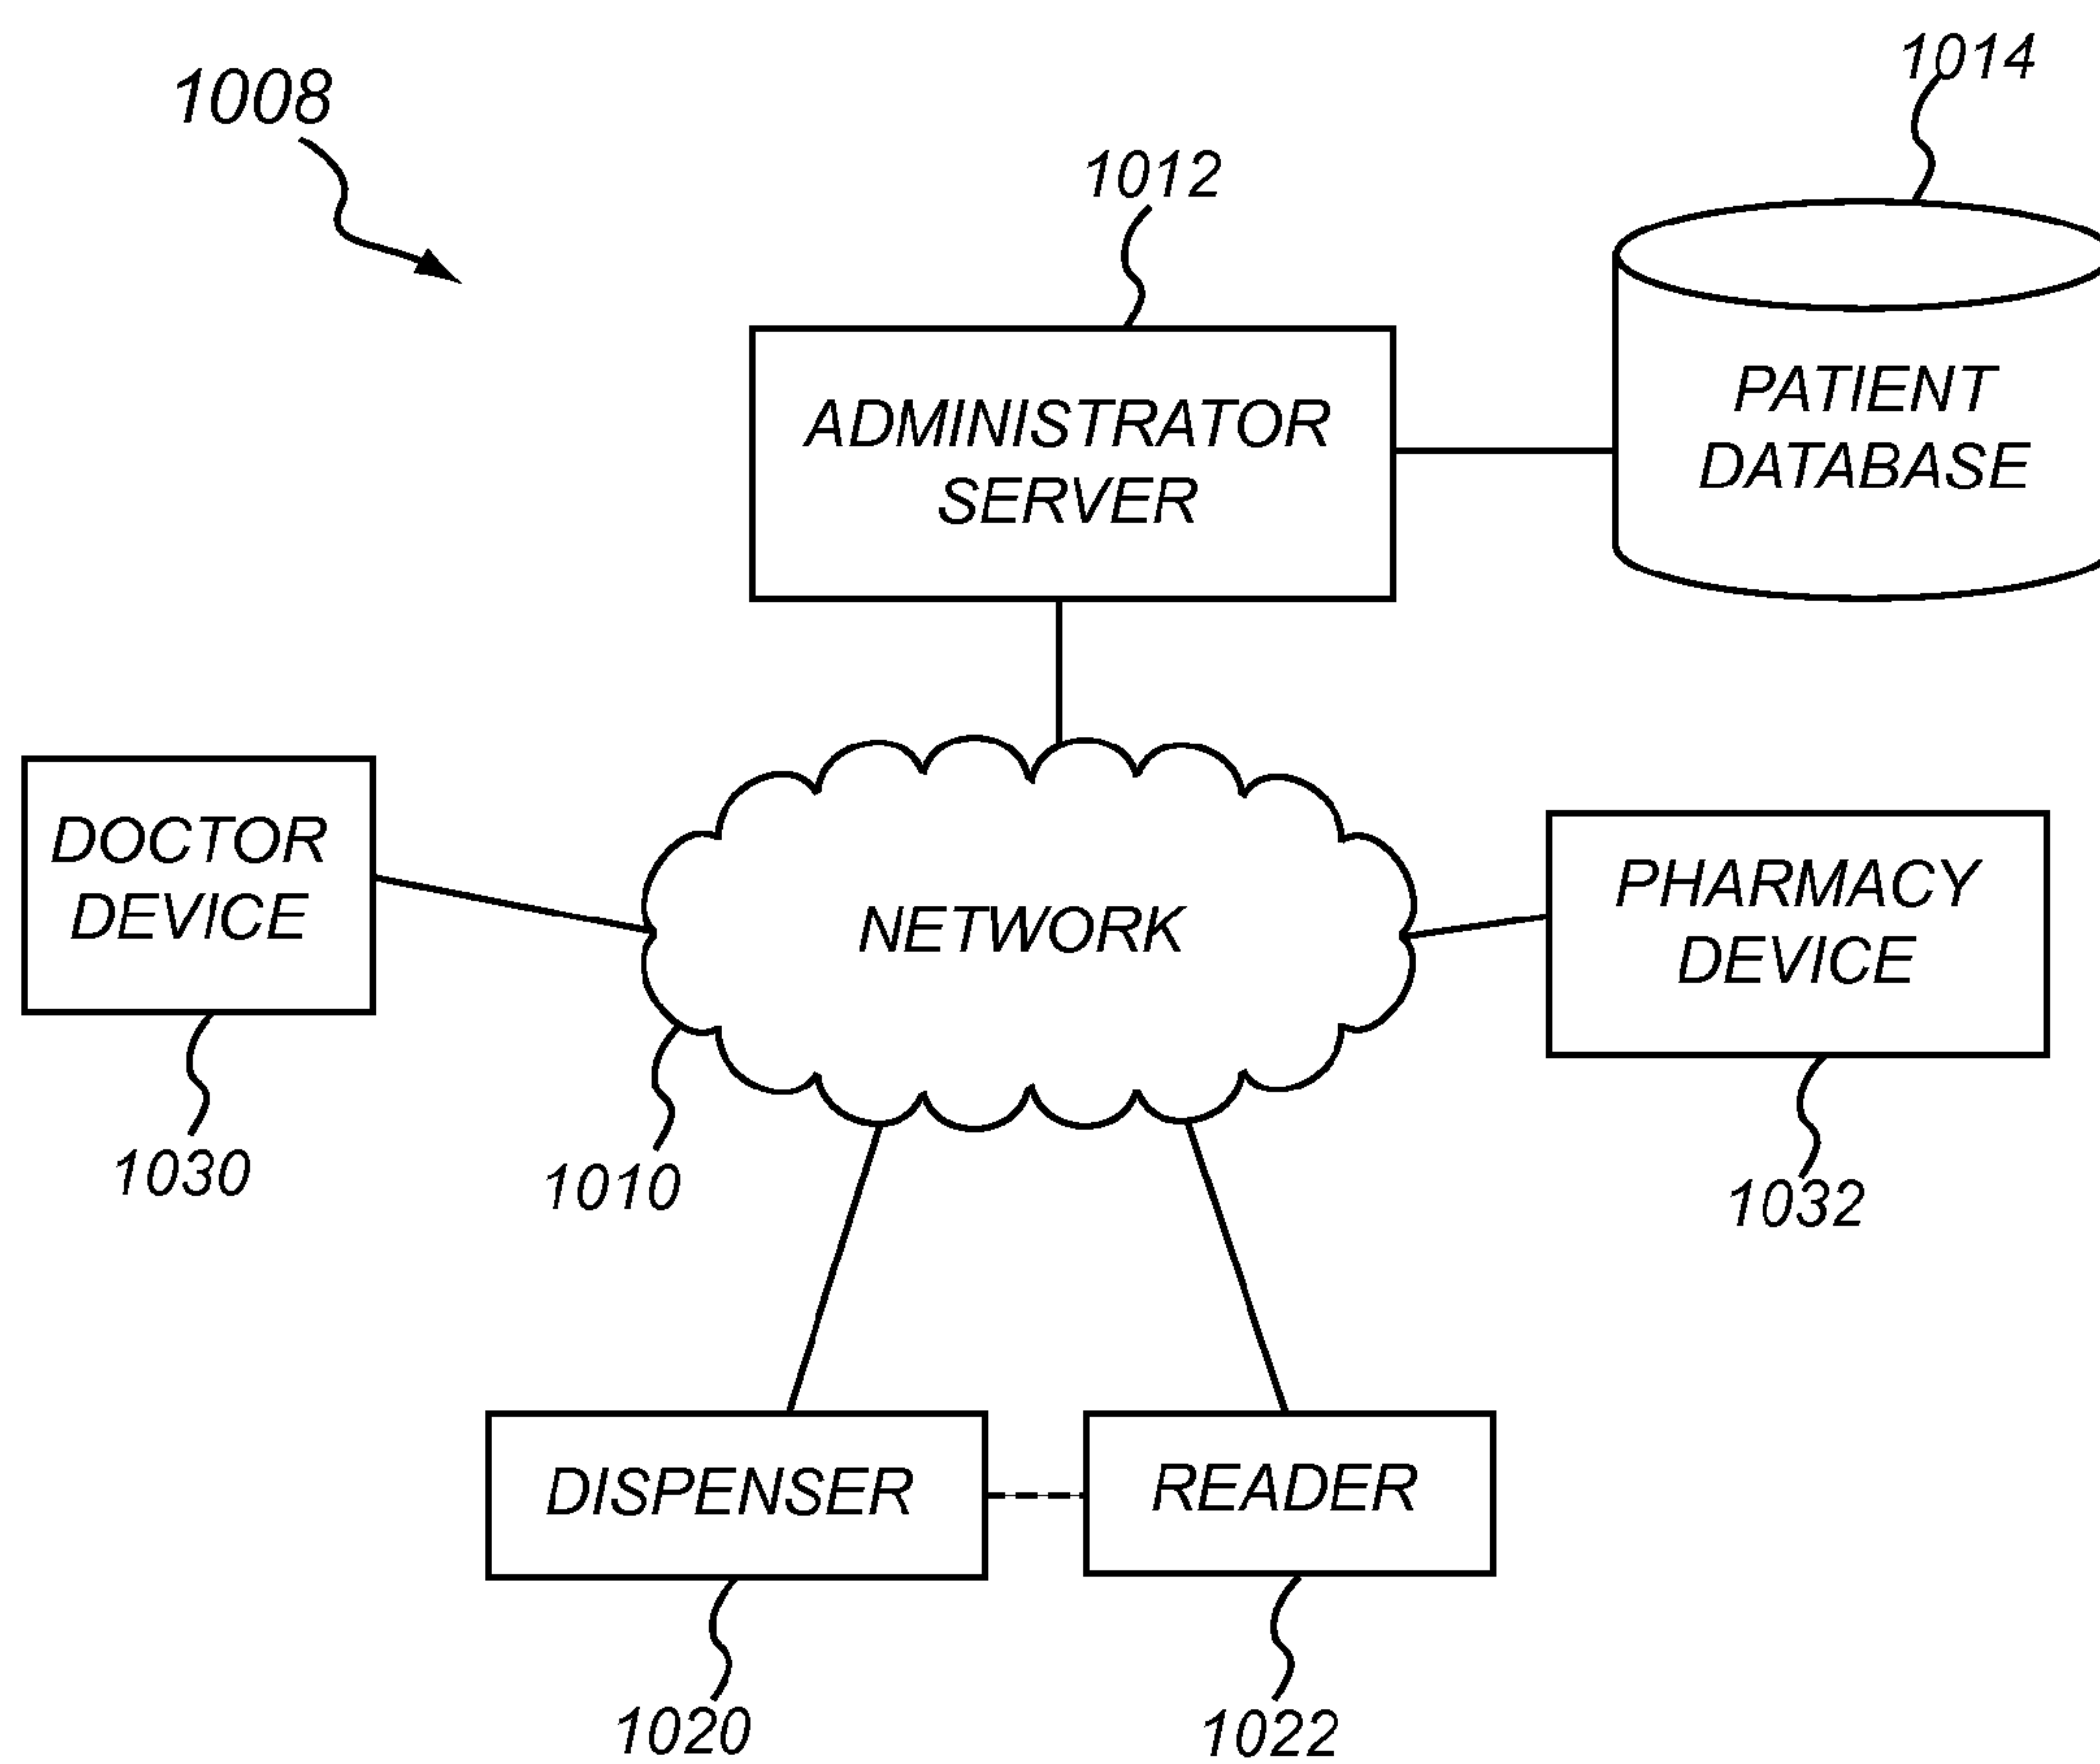 1008
1014
1012
ADMINISTRATOR
SERVER
PATIENT
DATABASE
DOCTOR
DEVICE
NETWORK
PHARMACY
DEVICE
1030
1010
1032
DISPENSER
READER
1020
1022